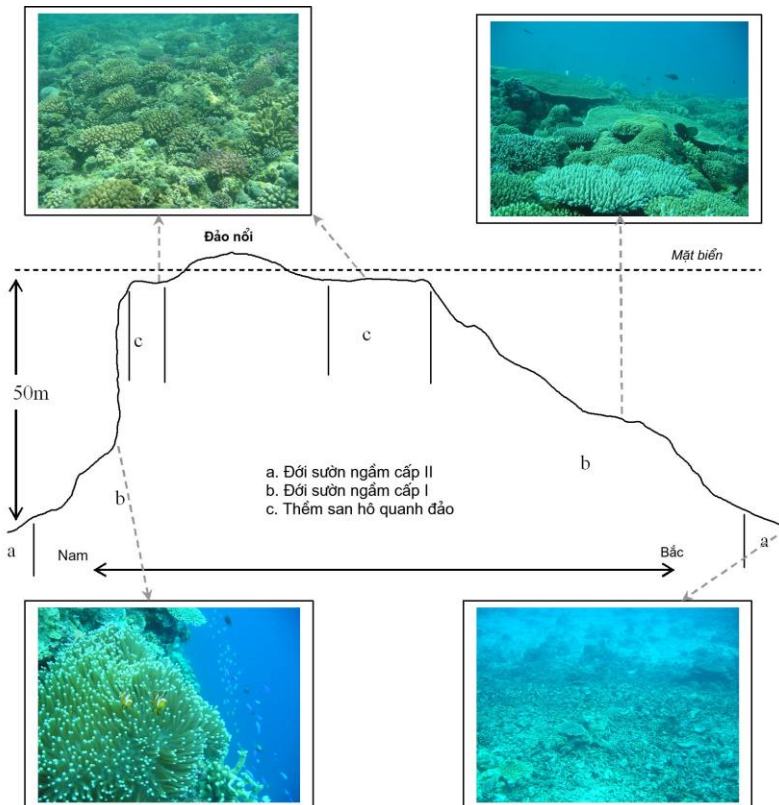 Đảo nổi
Mặt biển
c
c
50m
b
b
a. Đới sườn ngầm cấp II
b. Đới sườn ngầm cấp I
c. Thềm san hô quanh đảo
a
Nam
Bắc
a